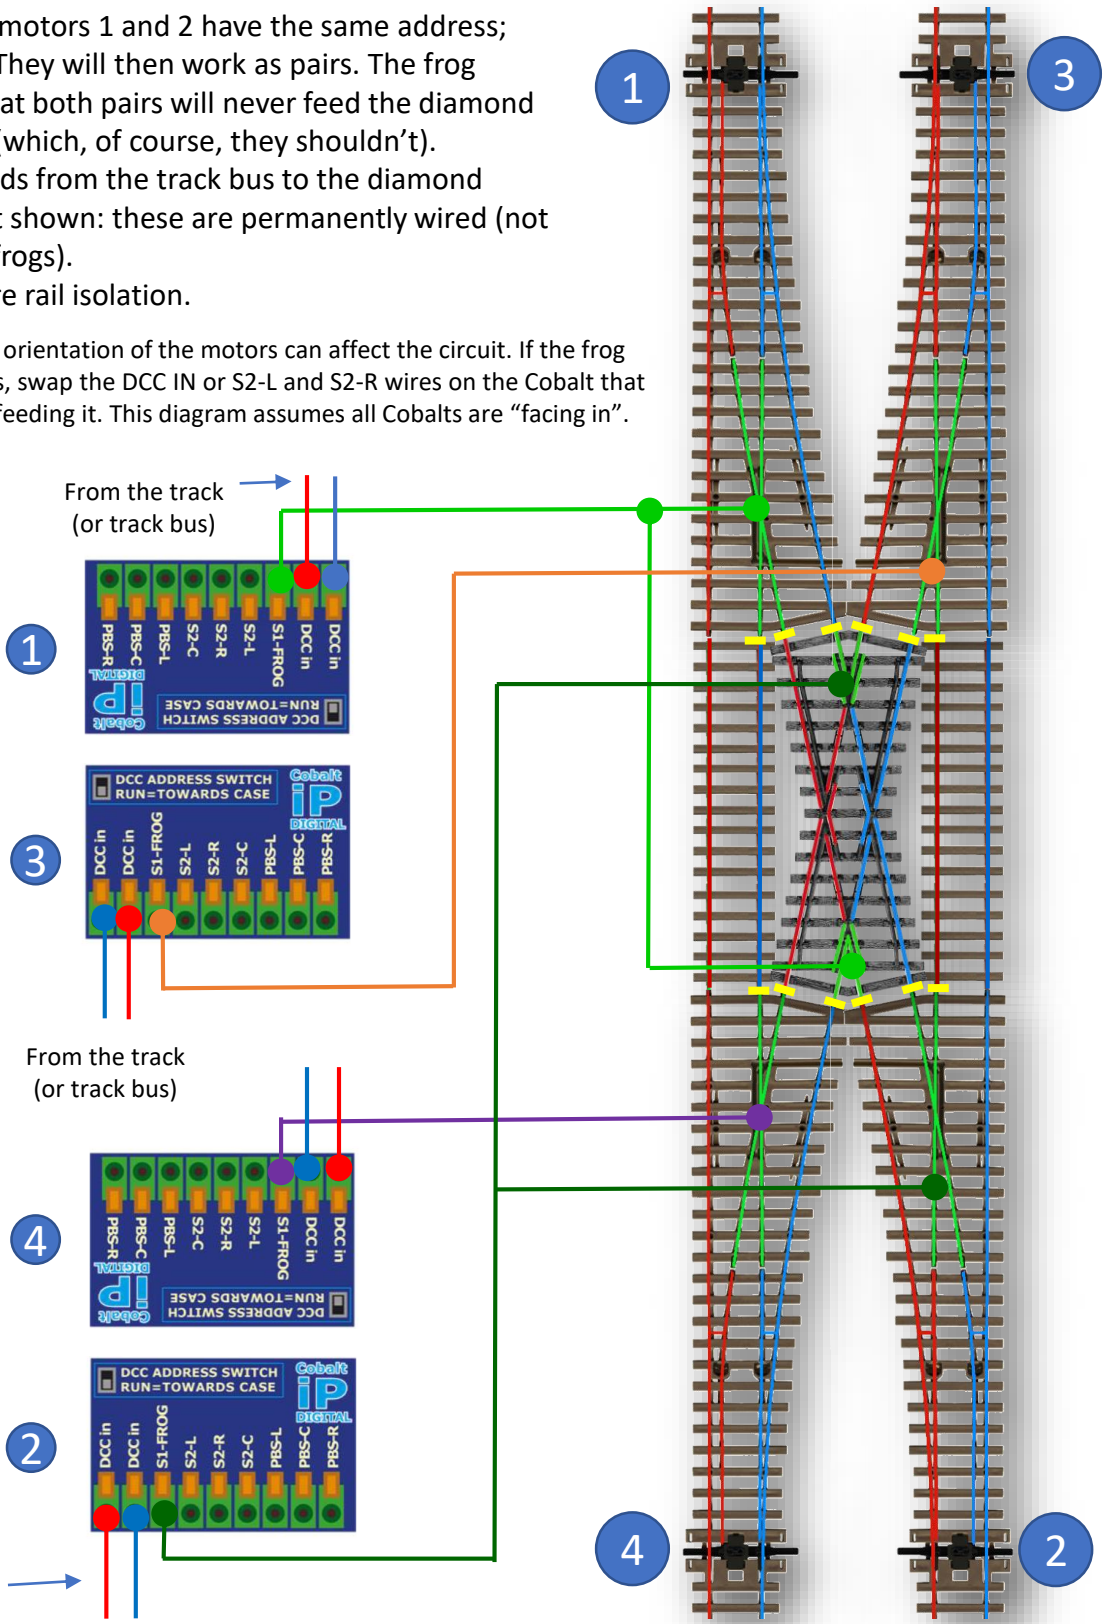 motors 1 and 2 have the same address;
They will then work as pairs. The frog
at both pairs will never feed the diamond
(which, of course, they shouldn't).
ds from the track bus to the diamond
t shown: these are permanently wired (not
frogs).
re rail isolation.
orientation of the motors can affect the circuit. If the frog
s, swap the DCC IN or S2-L and S2-R wires on the Cobalt that
feeding it. This diagram assumes all Cobalts are “facing in”.
1
3
From the track
(or track bus)
1
PBS-R
PBS-C
PBS-L
S2-C
S2-R
S2-L
S1-FROG
DCC in
DCC in
Cobalt
iP
DIGITAL
DCC ADDRESS SWITCH
RUN=TOWARDS CASE
3
DCC ADDRESS SWITCH
RUN=TOWARDS CASE
Cobalt
iP
DIGITAL
DCC in
DCC in
S1-FROG
S2-L
S2-R
S2-C
PBS-L
PBS-C
PBS-R
From the track
(or track bus)
4
PBS-R
PBS-C
PBS-L
S2-C
S2-R
S2-L
S1-FROG
DCC in
DCC in
Cobalt
iP
DIGITAL
DCC ADDRESS SWITCH
RUN=TOWARDS CASE
2
DCC ADDRESS SWITCH
RUN=TOWARDS CASE
Cobalt
iP
DIGITAL
DCC in
DCC in
S1-FROG
S2-L
S2-R
S2-C
PBS-L
PBS-C
PBS-R
4
2